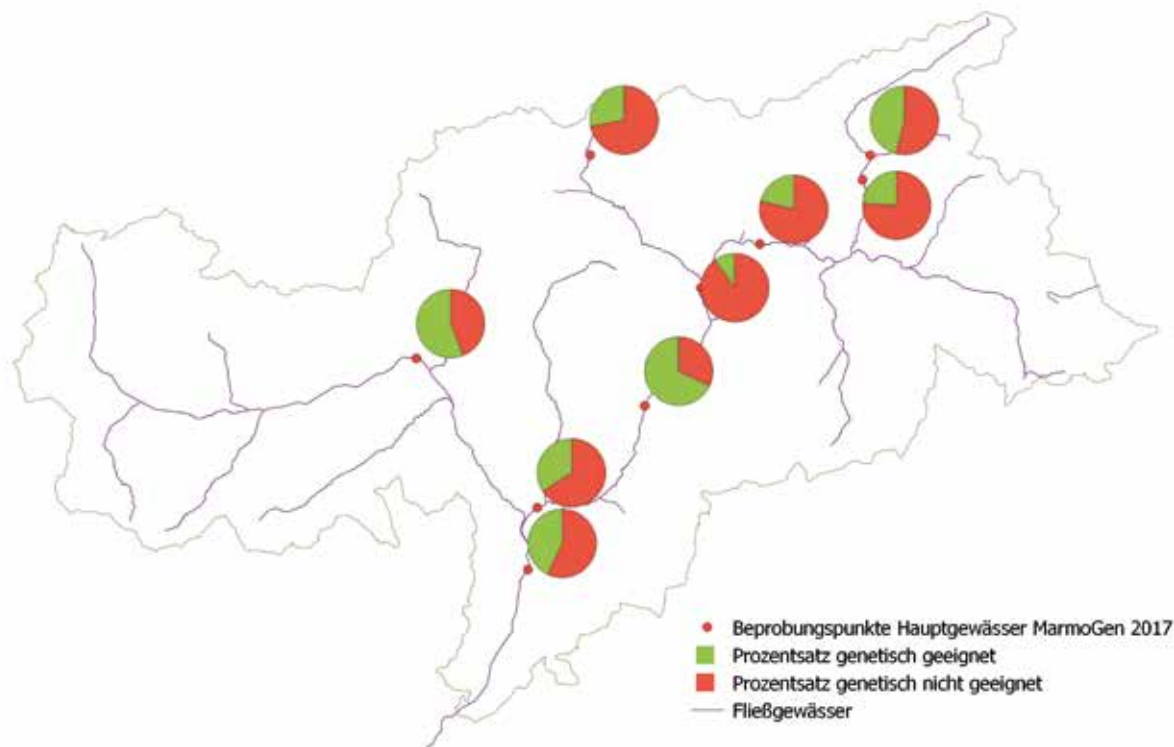 Beprobungspunkte Hauptgewässer MarmoGen 2017
Prozentsatz genetisch geeignet
Prozentsatz genetisch nicht geeignet
Fließgewässer